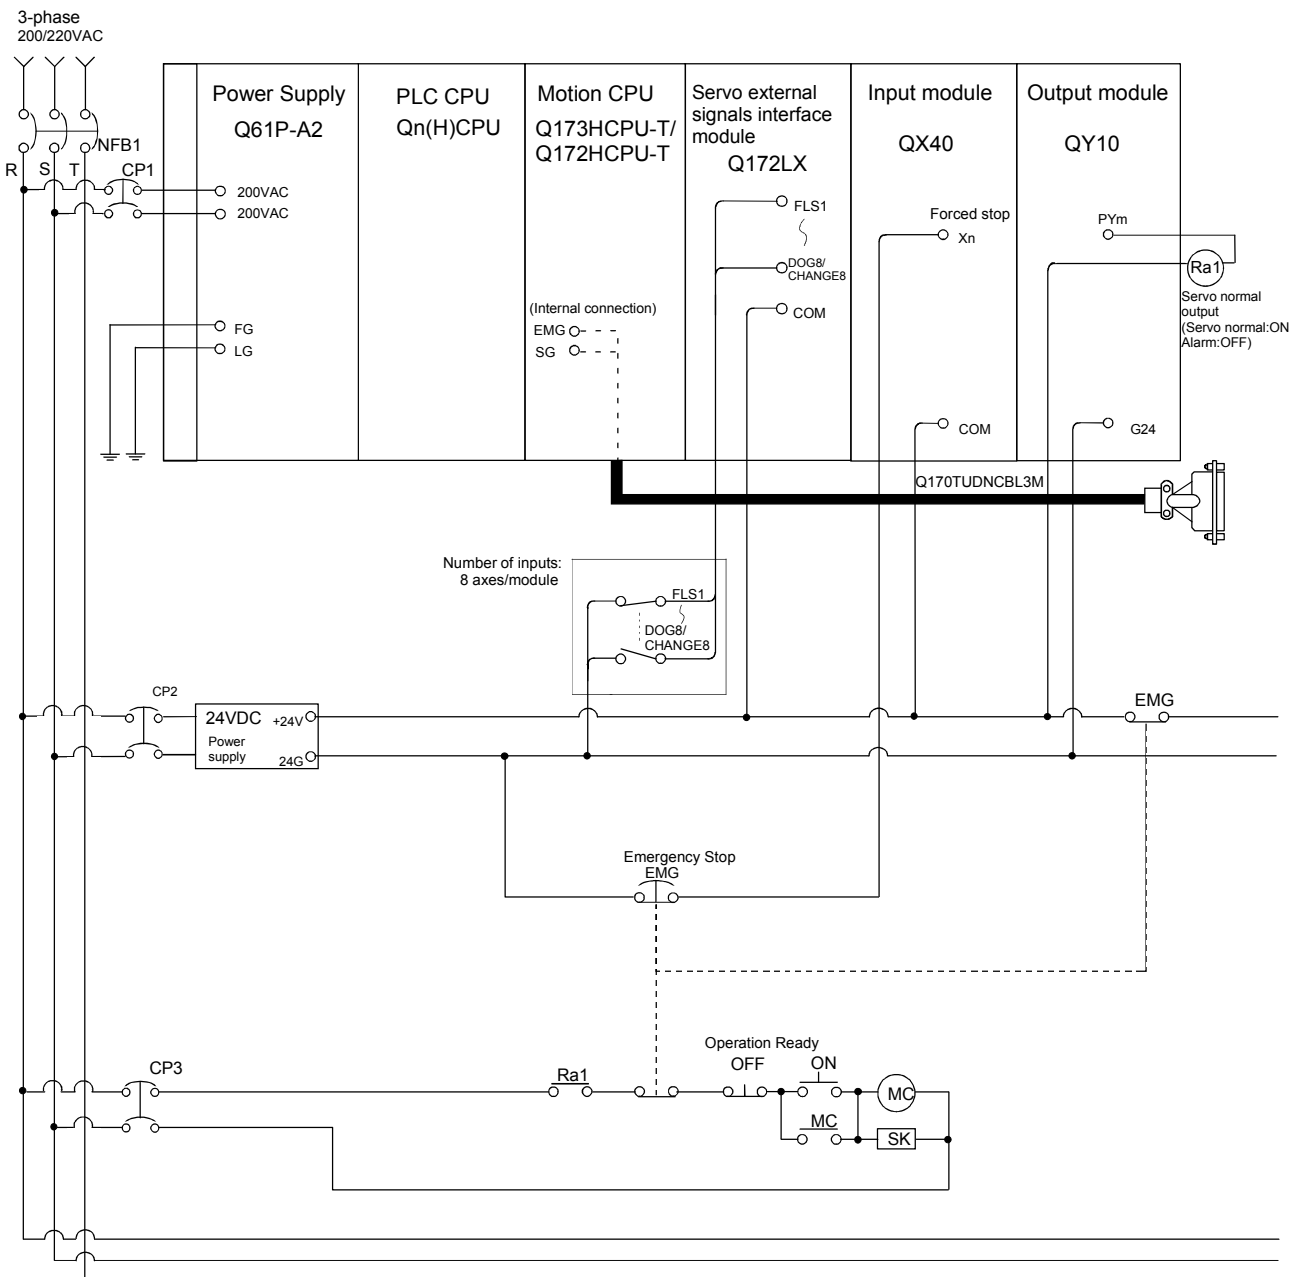 3-phase
200/220VAC
NFB1
R
S
T
CP1
Power Supply
Q61P-A2
200VAC
200VAC
FG
LG
PLC CPU
Qn(H)CPU
Motion CPU
Q173HCPU-T/
Q172HCPU-T
(Internal connection)
EMG
SG
Servo external
signals interface
module
Q172LX
FLS1
DOG8/
CHANGE8
COM
Input module
QX40
Forced stop
Xn
COM
Output module
QY10
PYm
G24
Ra1
Servo normal
output
(Servo normal:ON
Alarm:OFF)
Q170TUDNCBL3M
Number of inputs:
8 axes/module
FLS1
DOG8/
CHANGE8
CP2
24VDC
+24V
Power
supply
24G
EMG
Emergency Stop
EMG
CP3
Ra1
Operation Ready
OFF
ON
MC
MC
SK